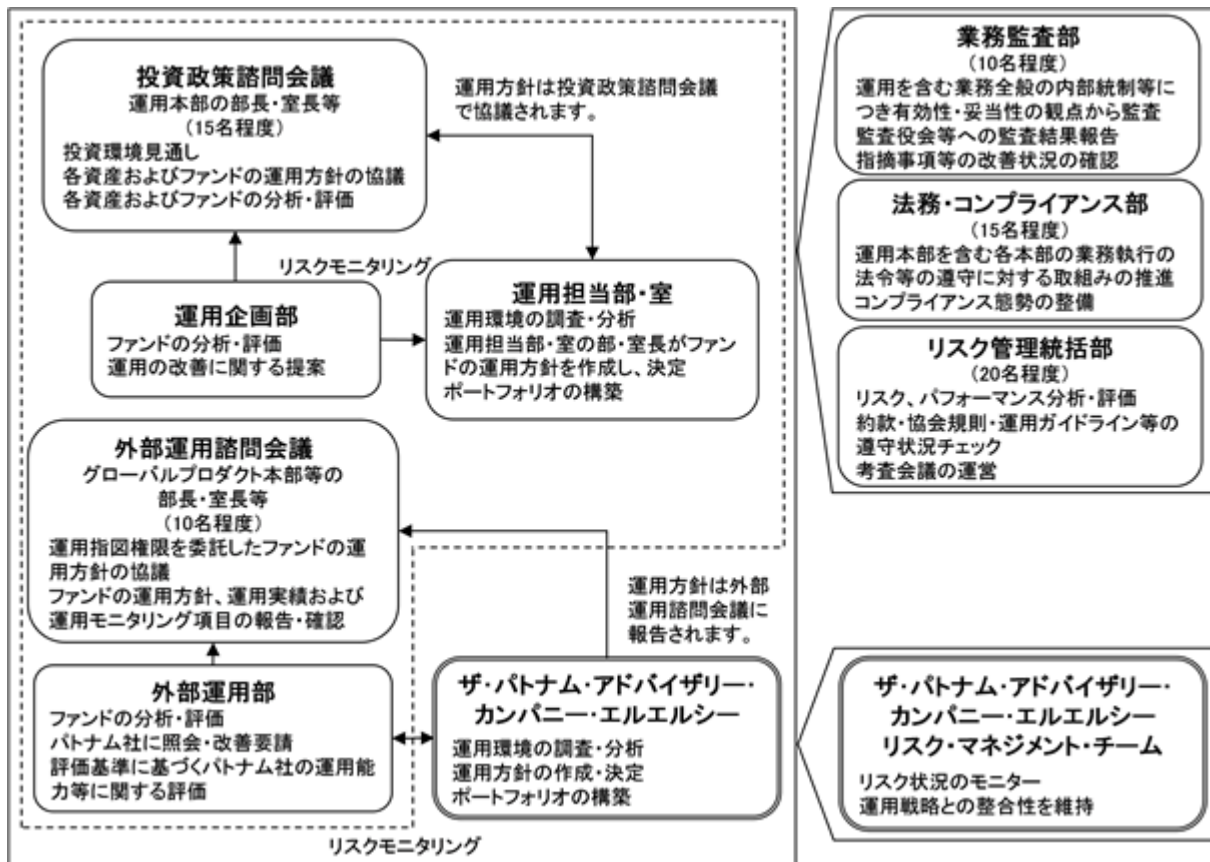 投資政策諮問会議
運用本部の部長・室長等
(15名程度)
投資環境見通し
各資産およびファンドの運用方針の協議
各資産およびファンドの分析・評価
運用方針は投資政策諮問会議
で協議されます。
リスクモニタリング
運用企画部
ファンドの分析・評価
運用の改善に関する提案
運用担当部・室
運用環境の調査・分析
運用担当部・室の部・室長がファン
ドの運用方針を作成し、決定
ポートフォリオの構築
外部運用諮問会議
グローバルプロダクト本部等の
部長・室長等
(10名程度)
運用指図権限を委託したファンドの運
用方針の協議
ファンドの運用方針、運用実績および
運用モニタリング項目の報告・確認
運用方針は外部
運用諮問会議に
報告されます。
外部運用部
ファンドの分析・評価
パトナム社に照会・改善要請
評価基準に基づくパトナム社の運用能
力等に関する評価
ザ・パトナム・アドバイザリー・
カンパニー・エルエルシー
運用環境の調査・分析
運用方針の作成・決定
ポートフォリオの構築
リスクモニタリング
業務監査部
(10名程度)
運用を含む業務全般の内部統制等に
つき有効性・妥当性の観点から監査
監査役会等への監査結果報告
指摘事項等の改善状況の確認
法務・コンプライアンス部
(15名程度)
運用本部を含む各本部の業務執行の
法令等の遵守に対する取組みの推進
コンプライアンス態勢の整備
リスク管理統括部
(20名程度)
リスク、パフォーマンス分析・評価
約款・協会規則・運用ガイドライン等の
遵守状況チェック
考査会議の運営
ザ・パトナム・アドバイザリー・
カンパニー・エルエルシー
リスク・マネジメント・チーム
リスク状況のモニター
運用戦略との整合性を維持